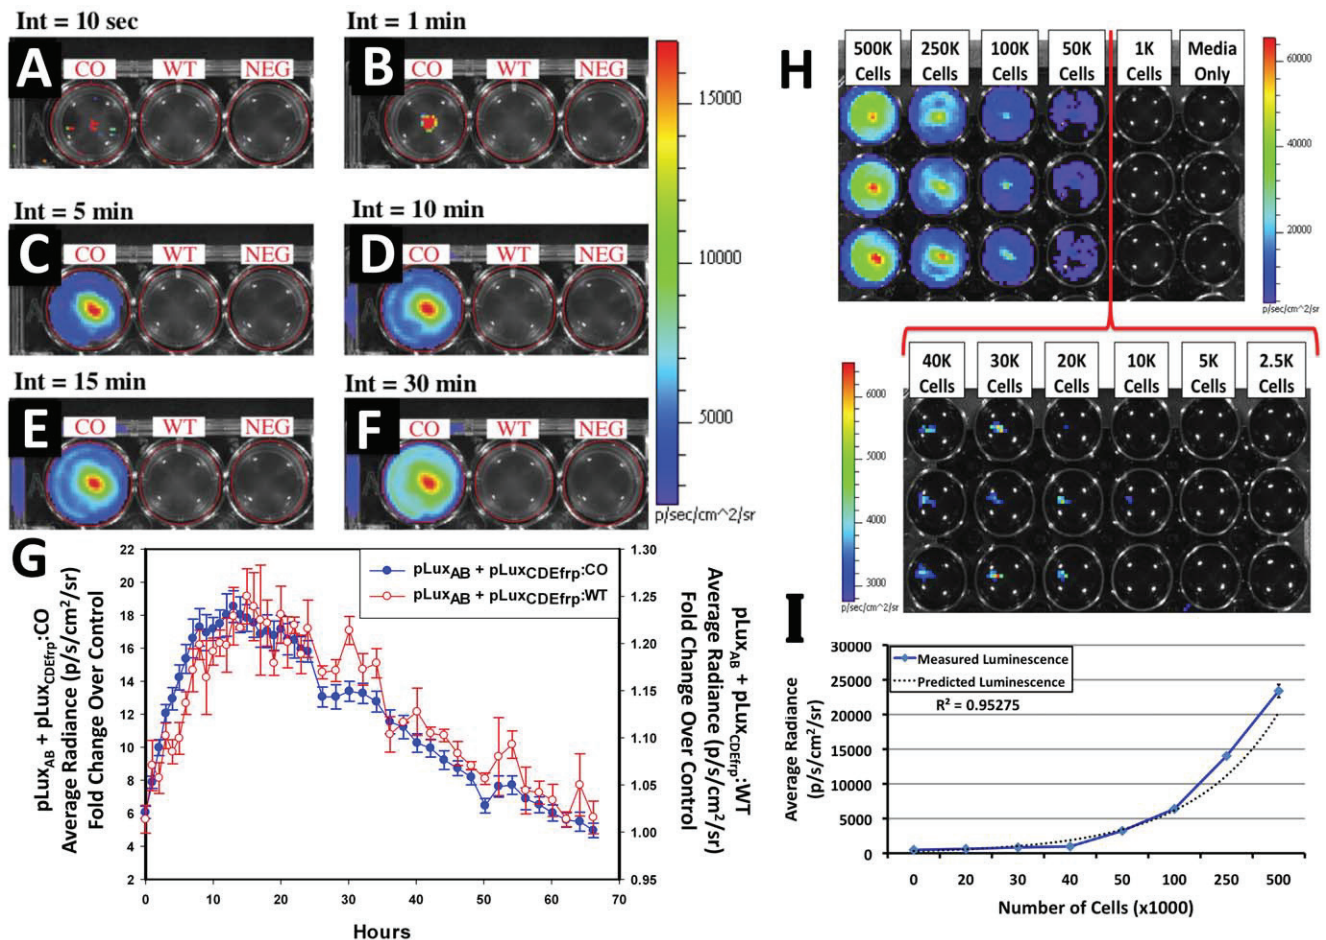 Int = 10 sec
Int = 1 min
A
CO
WT
NEG
B
CO
WT
NEG
Int = 5 min
Int = 10 min
C
CO
WT
NEG
D
CO
WT
NEG
Int = 15 min
Int = 30 min
E
CO
WT
NEG
F
CO
WT
NEG
15000
10000
5000
p/sec/cm^2/sr
G
pLuxAB + pLuxCDEfrp:CO
Average Radiance (p/s/cm²/sr)
Fold Change Over Control
22
20
18
16
14
12
10
8
6
4
2
pLuxAB + pLuxCDEfrp:CO
pLuxAB + pLuxCDEfrp:WT
1.30
1.25
1.20
1.15
1.10
1.05
1.00
0.95
pLuxAB + pLuxCDEfrp:WT
Average Radiance (p/s/cm²/sr)
Fold Change Over Control
0 10 20 30 40 50 60 70
Hours
H
500K
Cells
250K
Cells
100K
Cells
50K
Cells
1K
Cells
Media
Only
60000
40000
20000
p/sec/cm^2/sr
40K
Cells
30K
Cells
20K
Cells
10K
Cells
5K
Cells
2.5K
Cells
6000
5000
4000
3000
p/sec/cm^2/sr
I
Average Radiance
(p/s/cm²/sr)
30000
25000
20000
15000
10000
5000
0
Measured Luminescence
Predicted Luminescence
R² = 0.95275
0 20 30 40 50 100 250 500
Number of Cells (x1000)